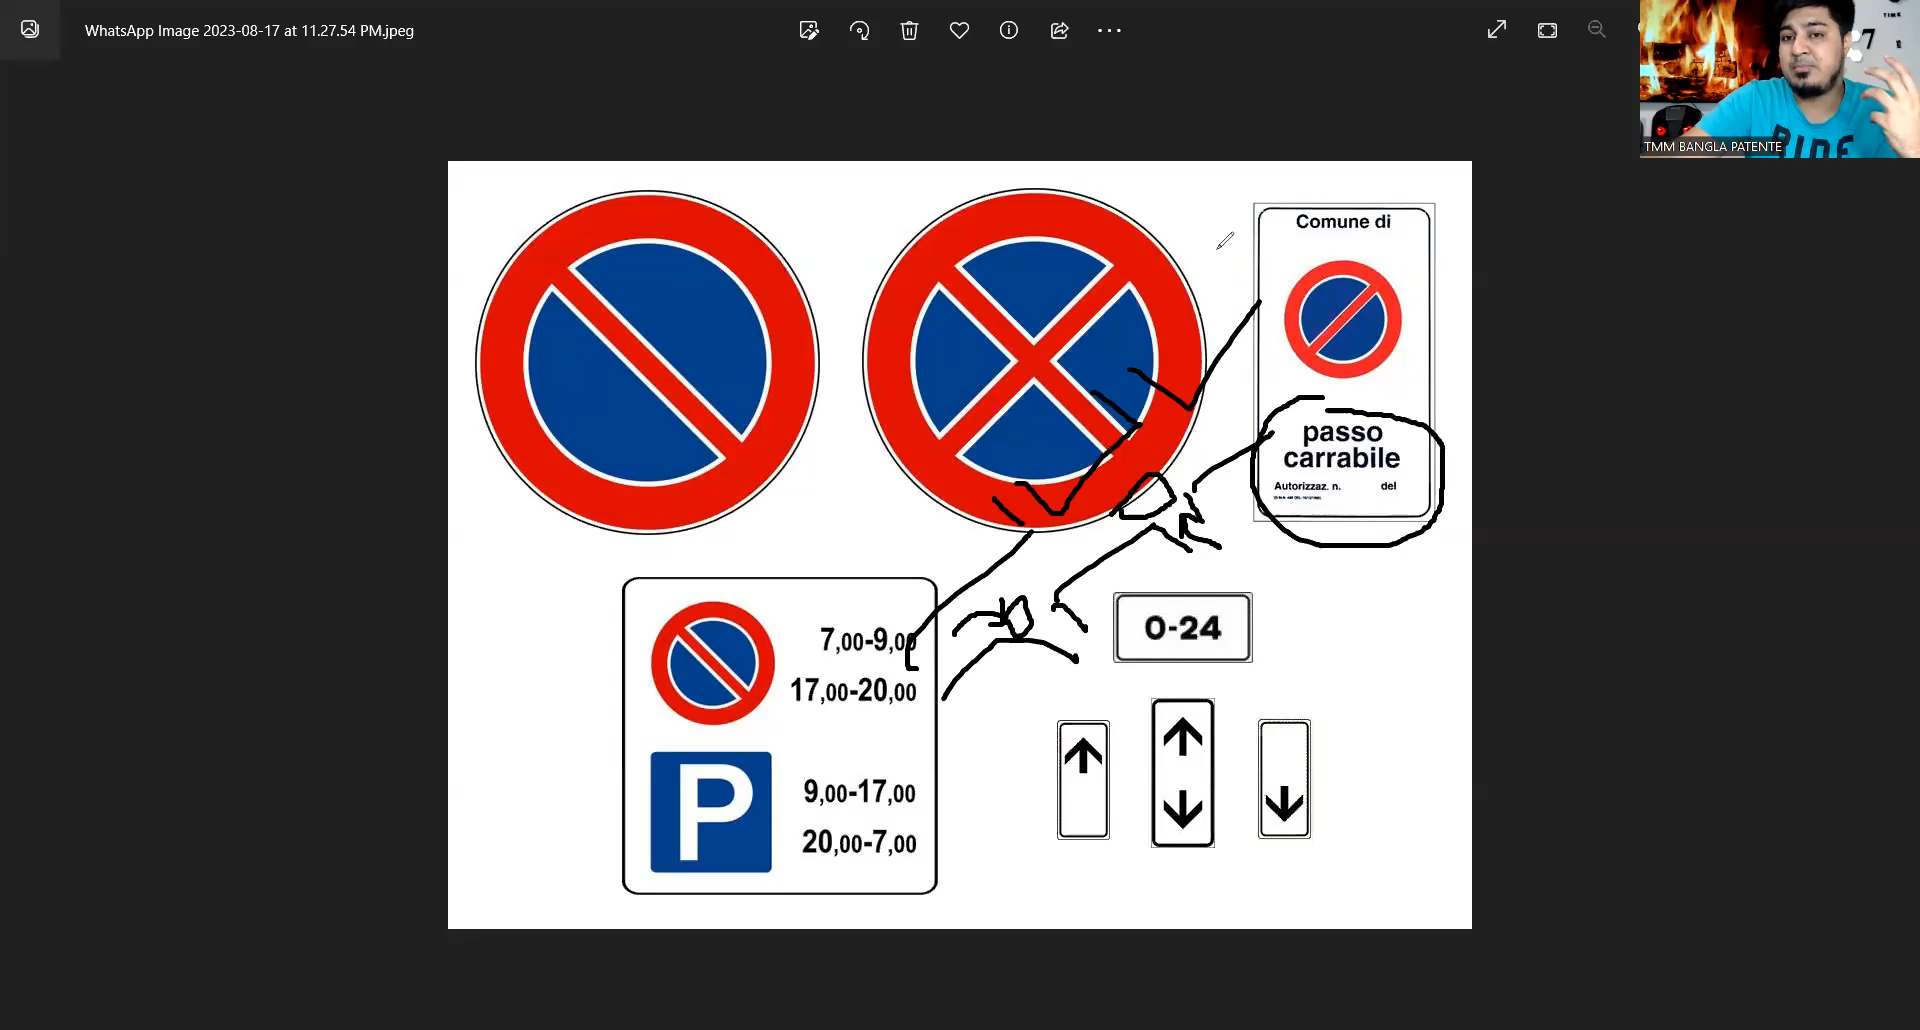 WhatsApp Image 2023-08-17 at 11.27.54 PM.jpeg
TIME
7
TMM BANGLA PATENTE
Comune di
passo
carrabile
Autorizzaz. n. del
7,00-9,00
17,00-20,00
P
9,00-17,00
20,00-7,00
0-24